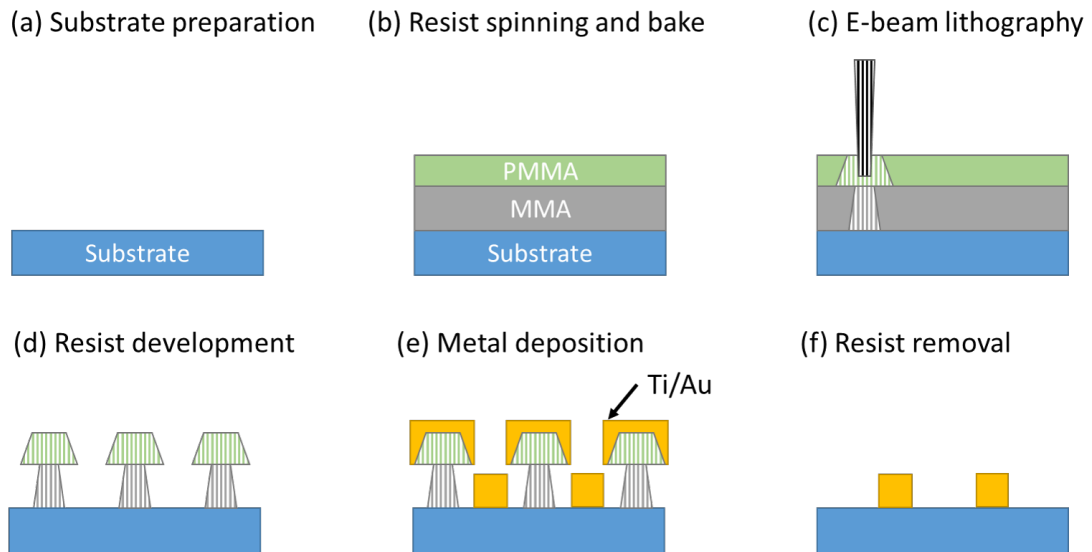 (a) Substrate preparation
(b) Resist spinning and bake
(c) E-beam lithography
PMMA
MMA
Substrate
Substrate
(d) Resist development
(e) Metal deposition
(f) Resist removal
Ti/Au